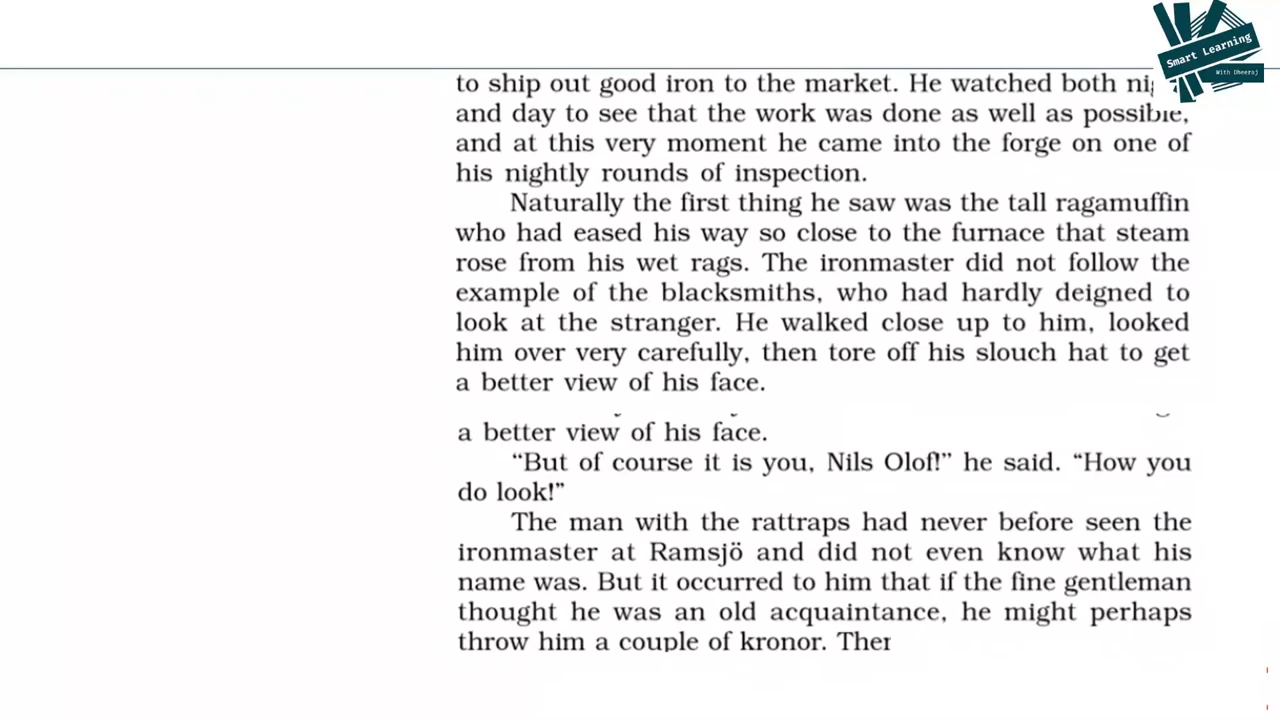 Smart Learning
With Dheeraj
to ship out good iron to the market. He watched both
and day to see that the work was done as well as possible,
and at this very moment he came into the forge on one of
his nightly rounds of inspection.
Naturally the first thing he saw was the tall ragamuffin
who had eased his way so close to the furnace that steam
rose from his wet rags. The ironmaster did not follow the
example of the blacksmiths, who had hardly deigned to
look at the stranger. He walked close up to him, looked
him over very carefully, then tore off his slouch hat to get
a better view of his face.
a better view of his face.
“But of course it is you, Nils Olof!” he said. “How you
do look!”
The man with the rattraps had never before seen the
ironmaster at Ramsjö and did not even know what his
name was. But it occurred to him that if the fine gentleman
thought he was an old acquaintance, he might perhaps
throw him a couple of kronor. Ther